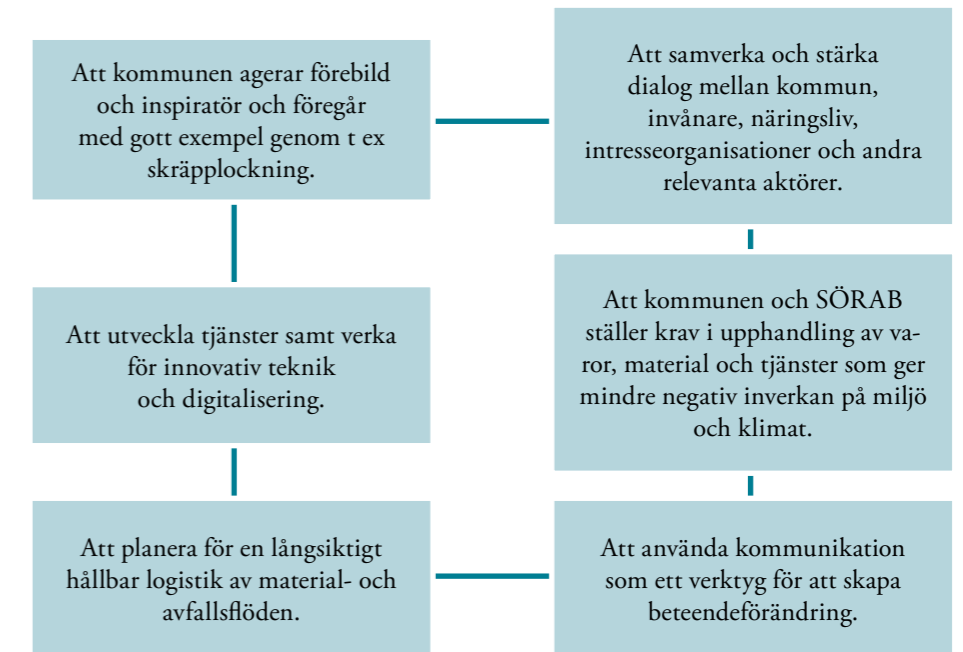 Att kommunen agerar förebild
och inspiratör och föregår
med gott exempel genom t ex
skräpplockning.
Att samverka och stärka
dialog mellan kommun,
invånare, näringsliv,
intresseorganisationer och andra
relevanta aktörer.
Att utveckla tjänster samt verka
för innovativ teknik
och digitalisering.
Att kommunen och SÖRAB
ställer krav i upphandling av va-
ror, material och tjänster som ger
mindre negativ inverkan på miljö
och klimat.
Att planera för en långsiktigt
hållbar logistik av material- och
avfallsflöden.
Att använda kommunikation
som ett verktyg för att skapa
beteendeförändring.